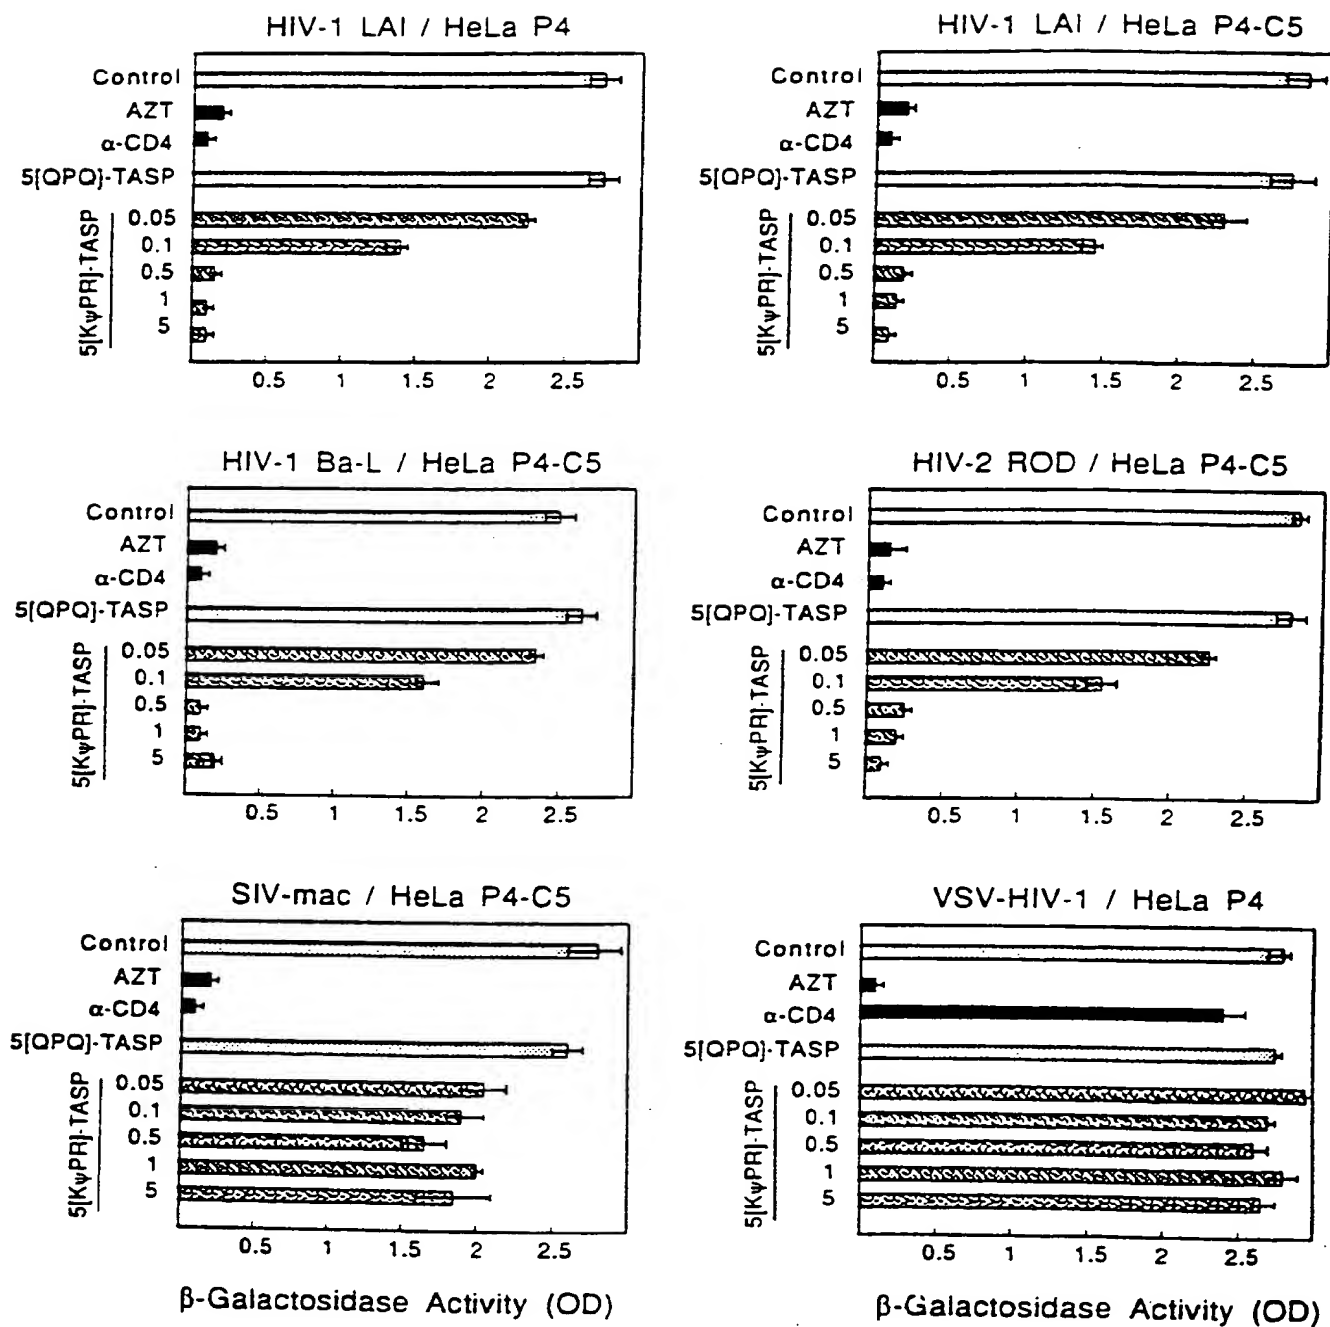 HIV-1 LAI / HeLa P4
Control
AZT
α-CD4
5[QPQ]-TASP
5[KψPR]-TASP
0.05
0.1
0.5
1
5
0.5 1 1.5 2 2.5
HIV-1 LAI / HeLa P4-C5
Control
AZT
α-CD4
5[QPQ]-TASP
5[KψPR]-TASP
0.05
0.1
0.5
1
5
0.5 1 1.5 2 2.5
HIV-1 Ba-L / HeLa P4-C5
Control
AZT
α-CD4
5[QPQ]-TASP
5[KψPR]-TASP
0.05
0.1
0.5
1
5
0.5 1 1.5 2 2.5
HIV-2 ROD / HeLa P4-C5
Control
AZT
α-CD4
5[QPQ]-TASP
5[KψPR]-TASP
0.05
0.1
0.5
1
5
0.5 1 1.5 2 2.5
SIV-mac / HeLa P4-C5
Control
AZT
α-CD4
5[QPQ]-TASP
5[KψPR]-TASP
0.05
0.1
0.5
1
5
0.5 1 1.5 2 2.5
β-Galactosidase Activity (OD)
VSV-HIV-1 / HeLa P4
Control
AZT
α-CD4
5[QPQ]-TASP
5[KψPR]-TASP
0.05
0.1
0.5
1
5
0.5 1 1.5 2 2.5
β-Galactosidase Activity (OD)